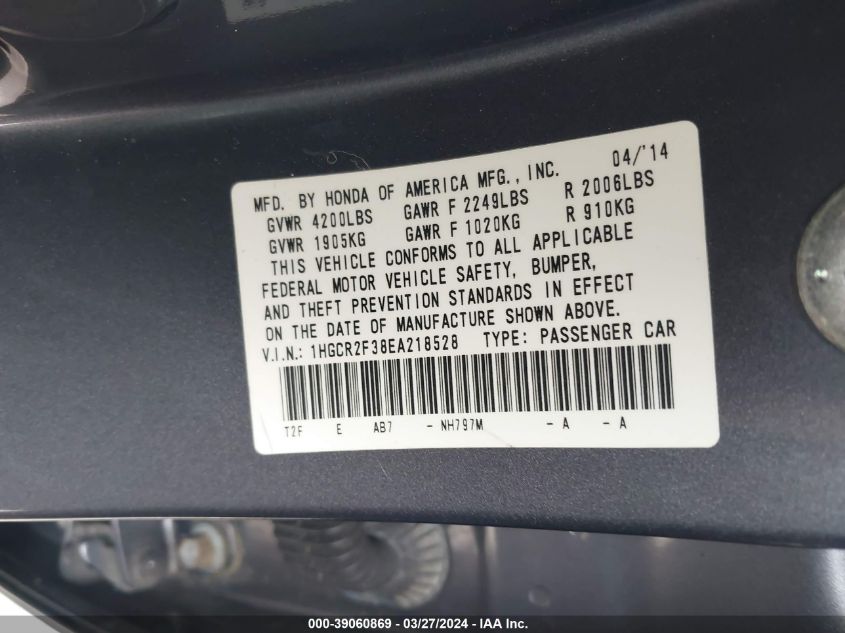 MFD. BY HONDA OF AMERICA MFG., INC. 04/'14
GVWR 4200LBS GAWR F 2249LBS R 2006LBS
GVWR 1905KG GAWR F 1020KG R 910KG
THIS VEHICLE CONFORMS TO ALL APPLICABLE
FEDERAL MOTOR VEHICLE SAFETY, BUMPER,
AND THEFT PREVENTION STANDARDS IN EFFECT
ON THE DATE OF MANUFACTURE SHOWN ABOVE.
V.I.N.: 1HGCR2F38EA218528 TYPE: PASSENGER CAR
T2F E AB7 - NH797M - A - A
000-39060869 - 03/27/2024 - IAA Inc.